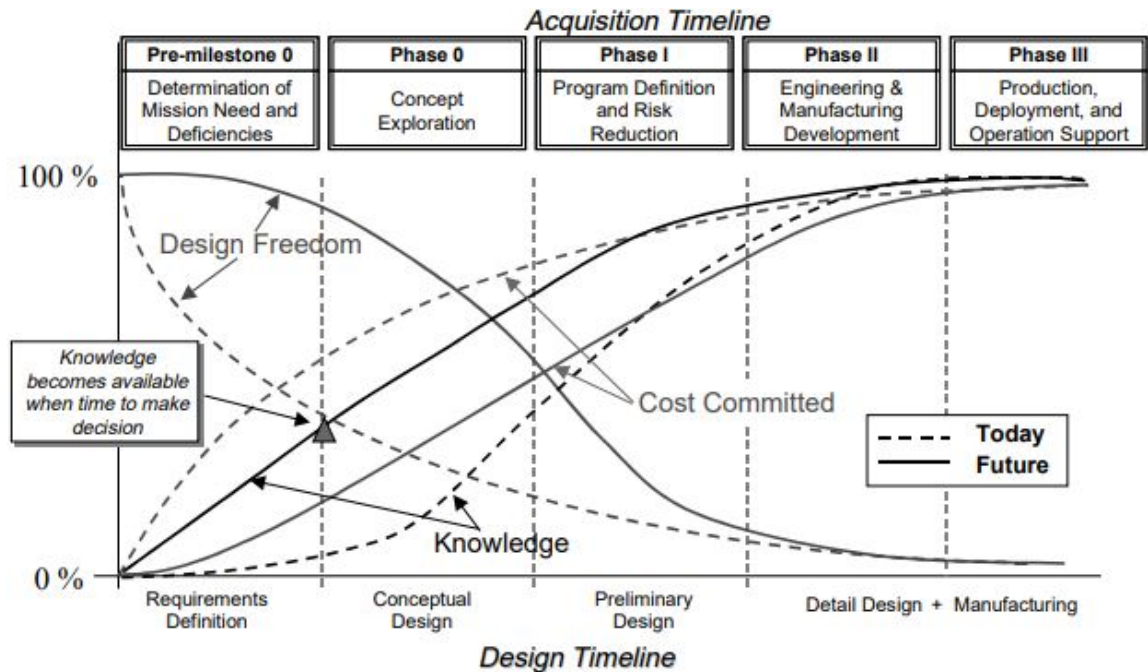 Acquisition Timeline
Pre-milestone 0
Determination of
Mission Need and
Deficiencies
Phase 0
Concept
Exploration
Phase I
Program Definition
and Risk
Reduction
Phase II
Engineering &
Manufacturing
Development
Phase III
Production,
Deployment, and
Operation Support
100 %
Design Freedom
Knowledge
becomes available
when time to make
decision
Cost Committed
Today
Future
Knowledge
0 %
Requirements
Definition
Conceptual
Design
Preliminary
Design
Detail Design + Manufacturing
Design Timeline